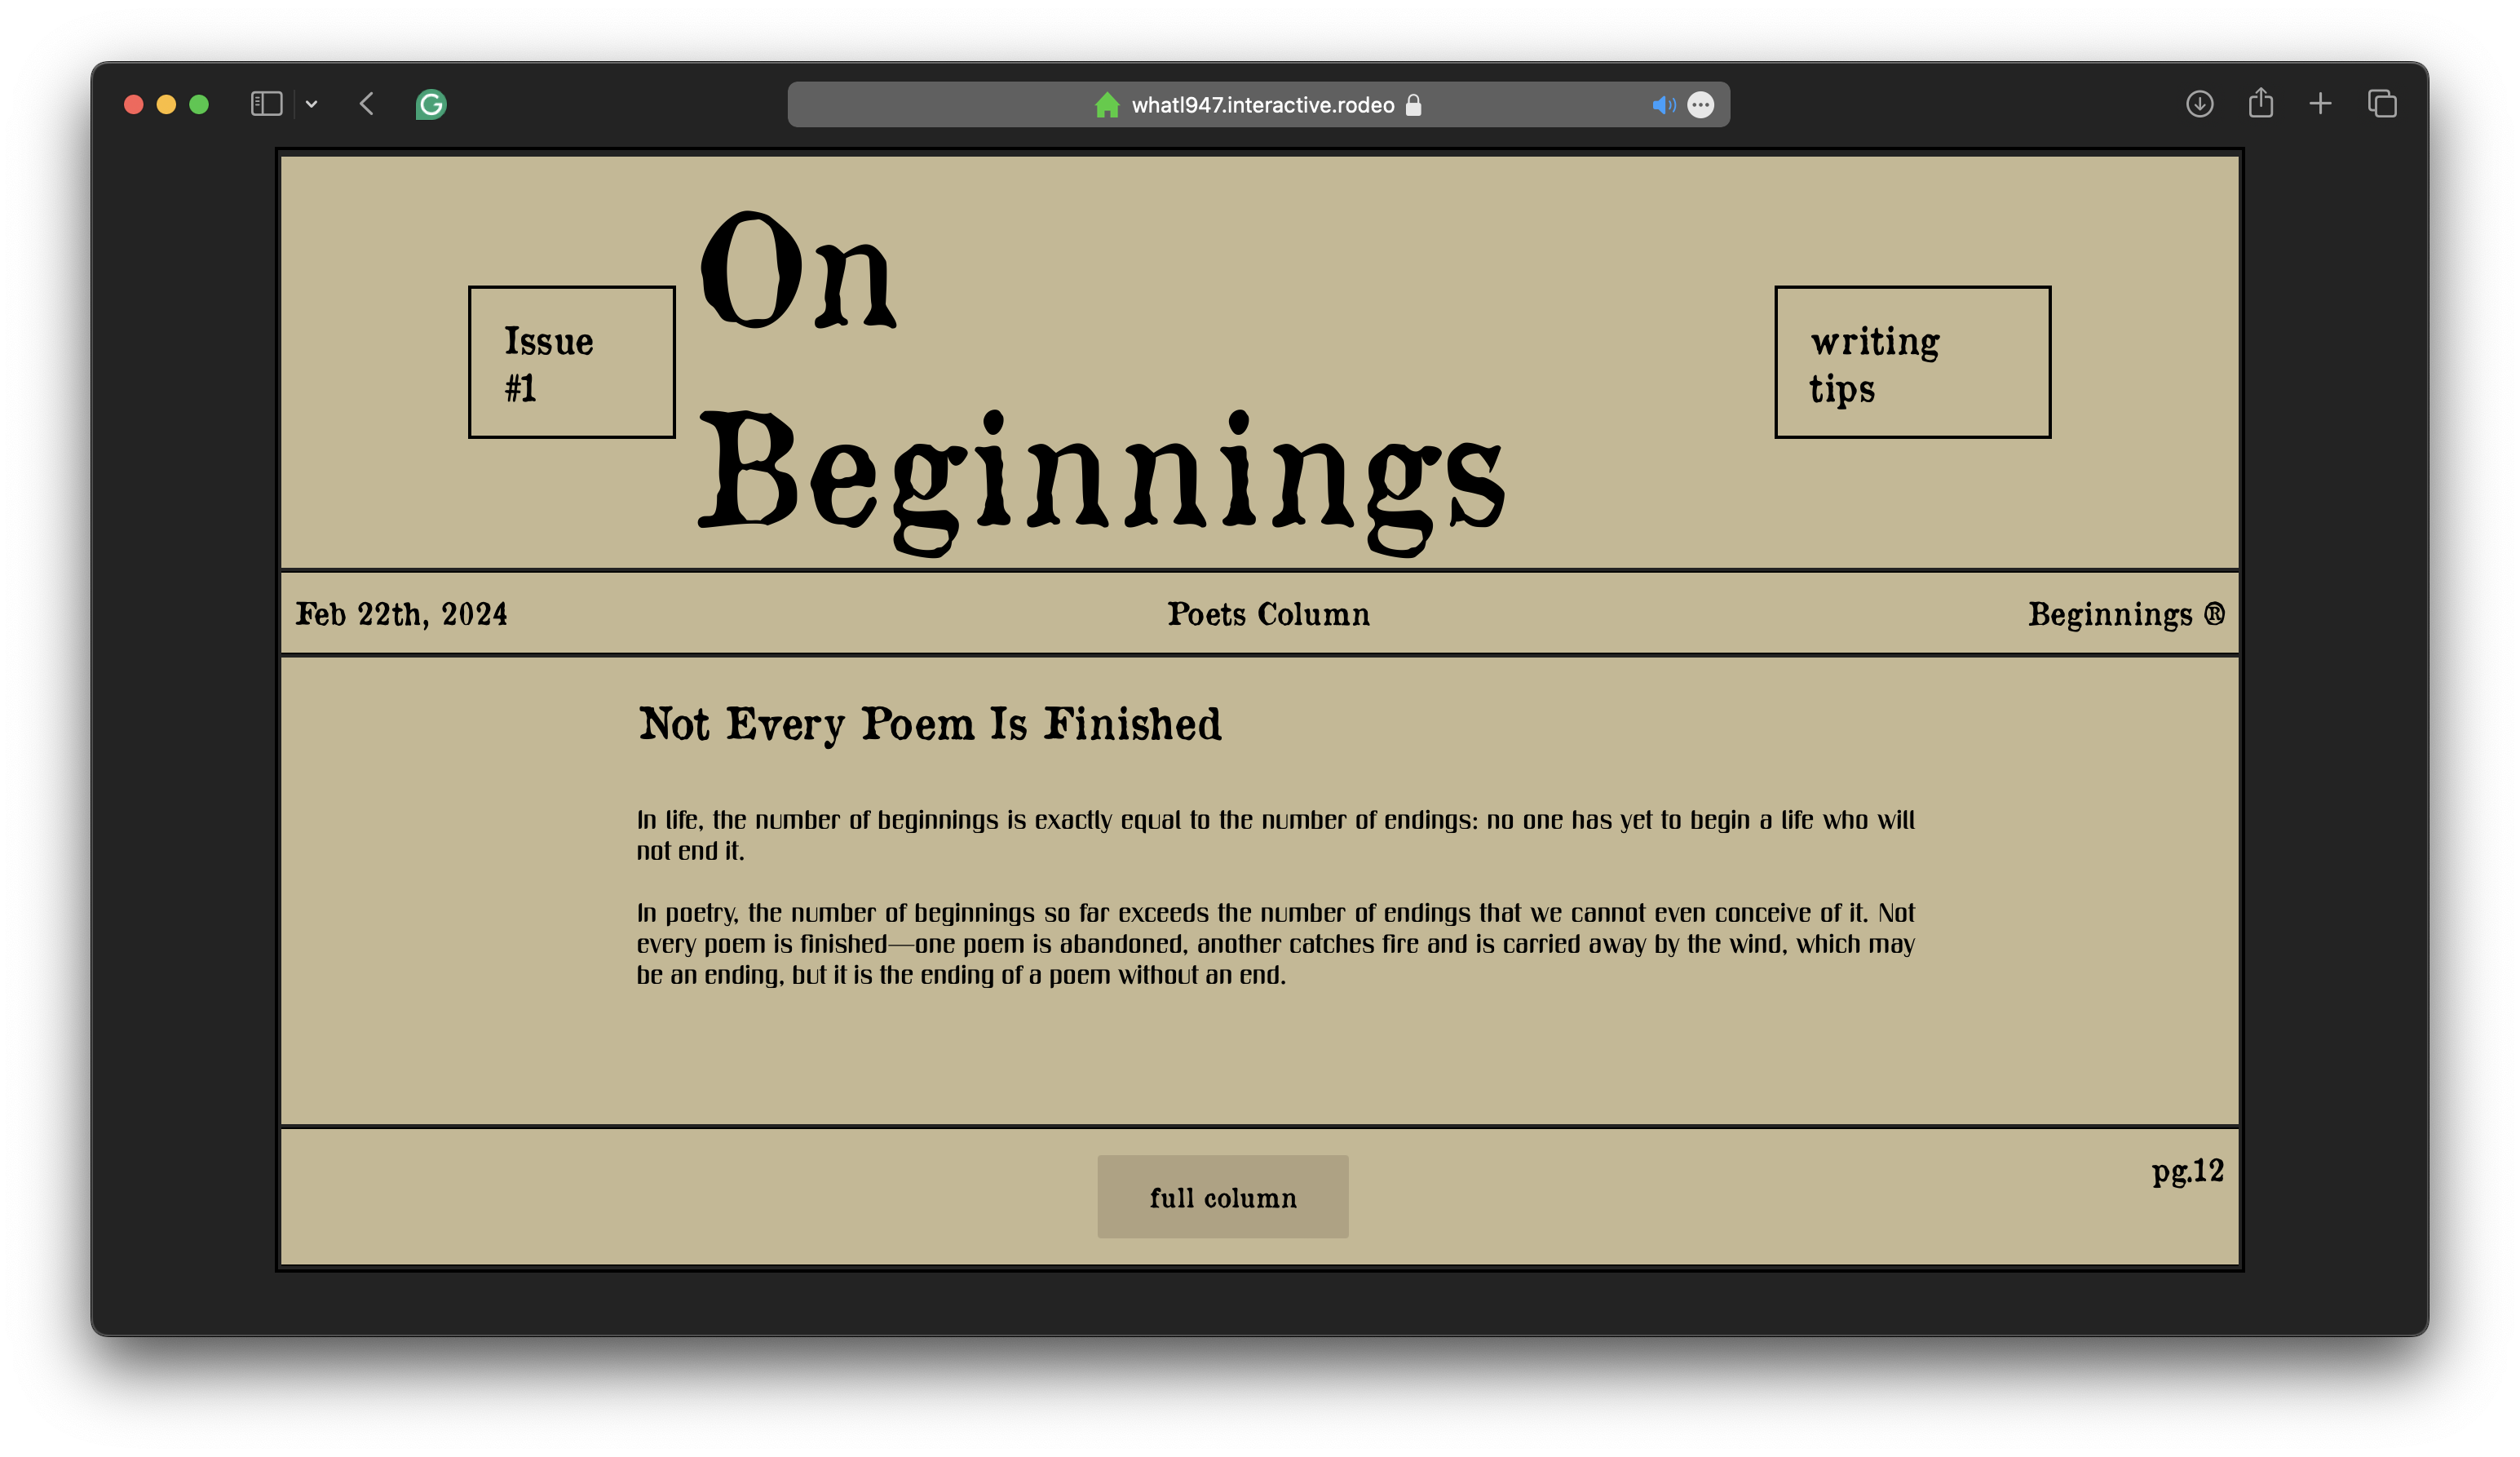 whatl947.interactive.rodeo
On
Beginnings
Issue
#1
writing
tips
Feb 22th, 2024
Poets Column
Beginnings ®
Not Every Poem Is Finished
In life, the number of beginnings is exactly equal to the number of endings: no one has yet to begin a life who will
not end it.
In poetry, the number of beginnings so far exceeds the number of endings that we cannot even conceive of it. Not
every poem is finished—one poem is abandoned, another catches fire and is carried away by the wind, which may
be an ending, but it is the ending of a poem without an end.
full column
pg.12